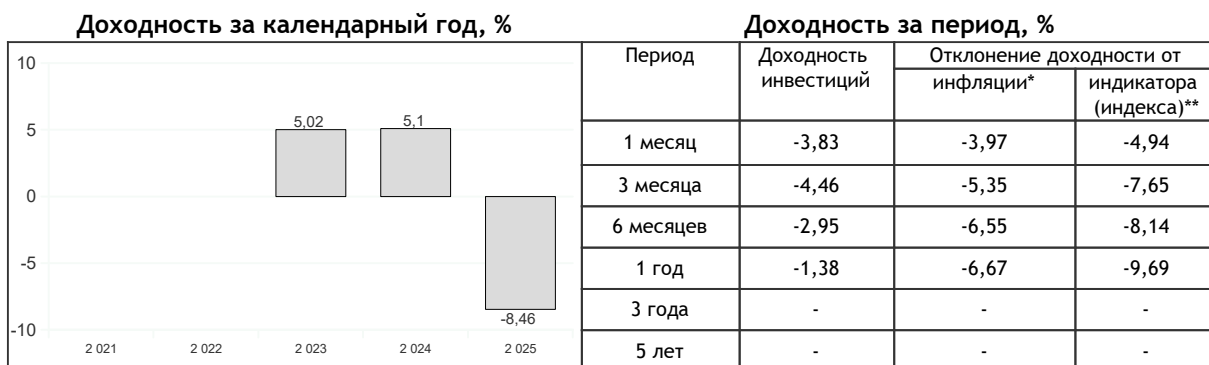 Доходность за календарный год, %
10
5
0
-5
-10
5,02
5,1
-8,46
2 021
2 022
2 023
2 024
2 025
Доходность за период, %
Период
Доходность
инвестиций
Отклонение доходности от
инфляции*
индикатора
(индекса)**
1 месяц -3,83 -3,97 -4,94
3 месяца -4,46 -5,35 -7,65
6 месяцев -2,95 -6,55 -8,14
1 год -1,38 -6,67 -9,69
3 года - - -
5 лет - - -